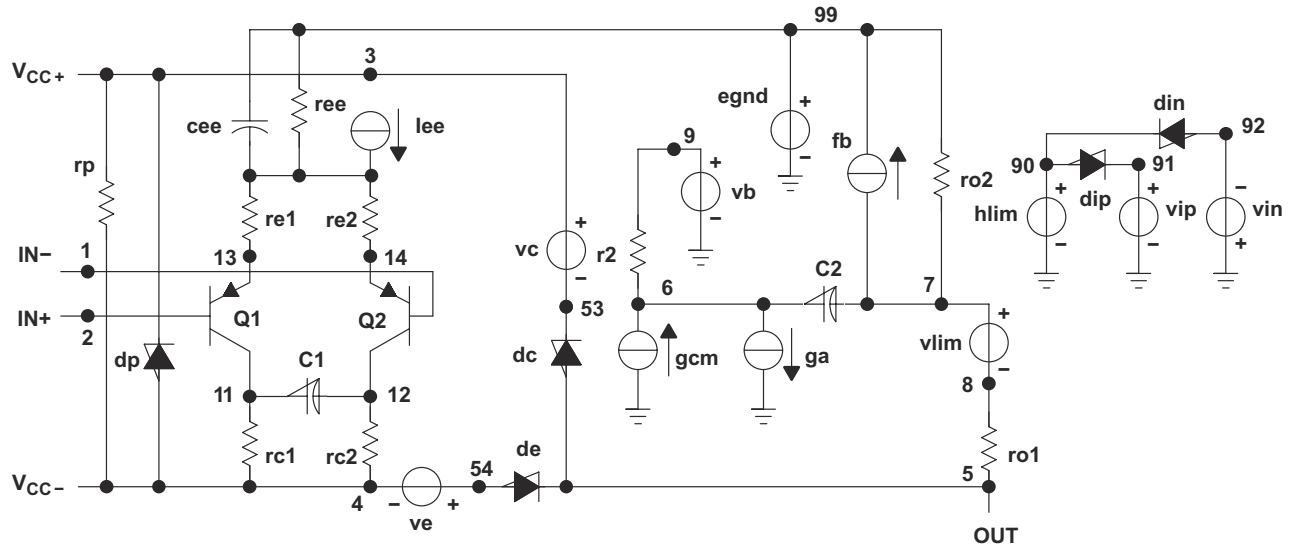 99
3
VCC+
egnd
+
−
din
92
cee
ree
Iee
9
+
vb
−
fb
90
91
rp
ro2
hlim
+
−
dip
+
−
vip
−
+
vin
re1
re2
+
vc
−
r2
IN−
1
13
14
C2
6
7
IN+
2
Q1
Q2
53
+
vlim
−
dp
C1
dc
gcm
ga
8
11
12
rc1
rc2
de
54
ro1
5
VCC−
4
−
+
ve
OUT